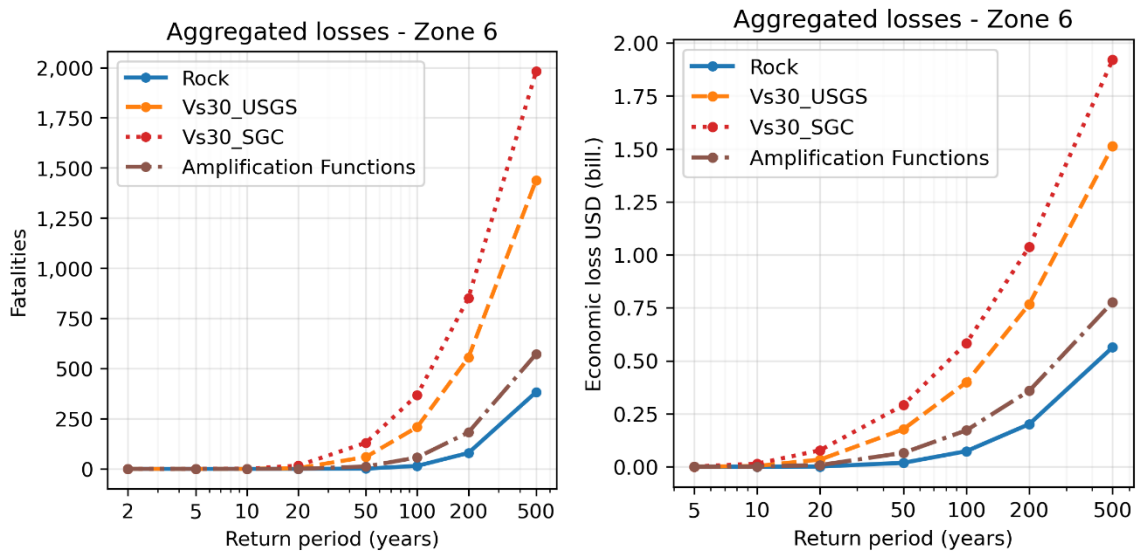 Aggregated losses - Zone 6
Fatalities
2,000
1,750
1,500
1,250
1,000
750
500
250
0
Rock
Vs30_USGS
Vs30_SGC
Amplification Functions
2 5 10 20 50 100 200 500
Return period (years)
Aggregated losses - Zone 6
Economic loss USD (bill.)
2.00
1.75
1.50
1.25
1.00
0.75
0.50
0.25
0.00
Rock
Vs30_USGS
Vs30_SGC
Amplification Functions
5 10 20 50 100 200 500
Return period (years)